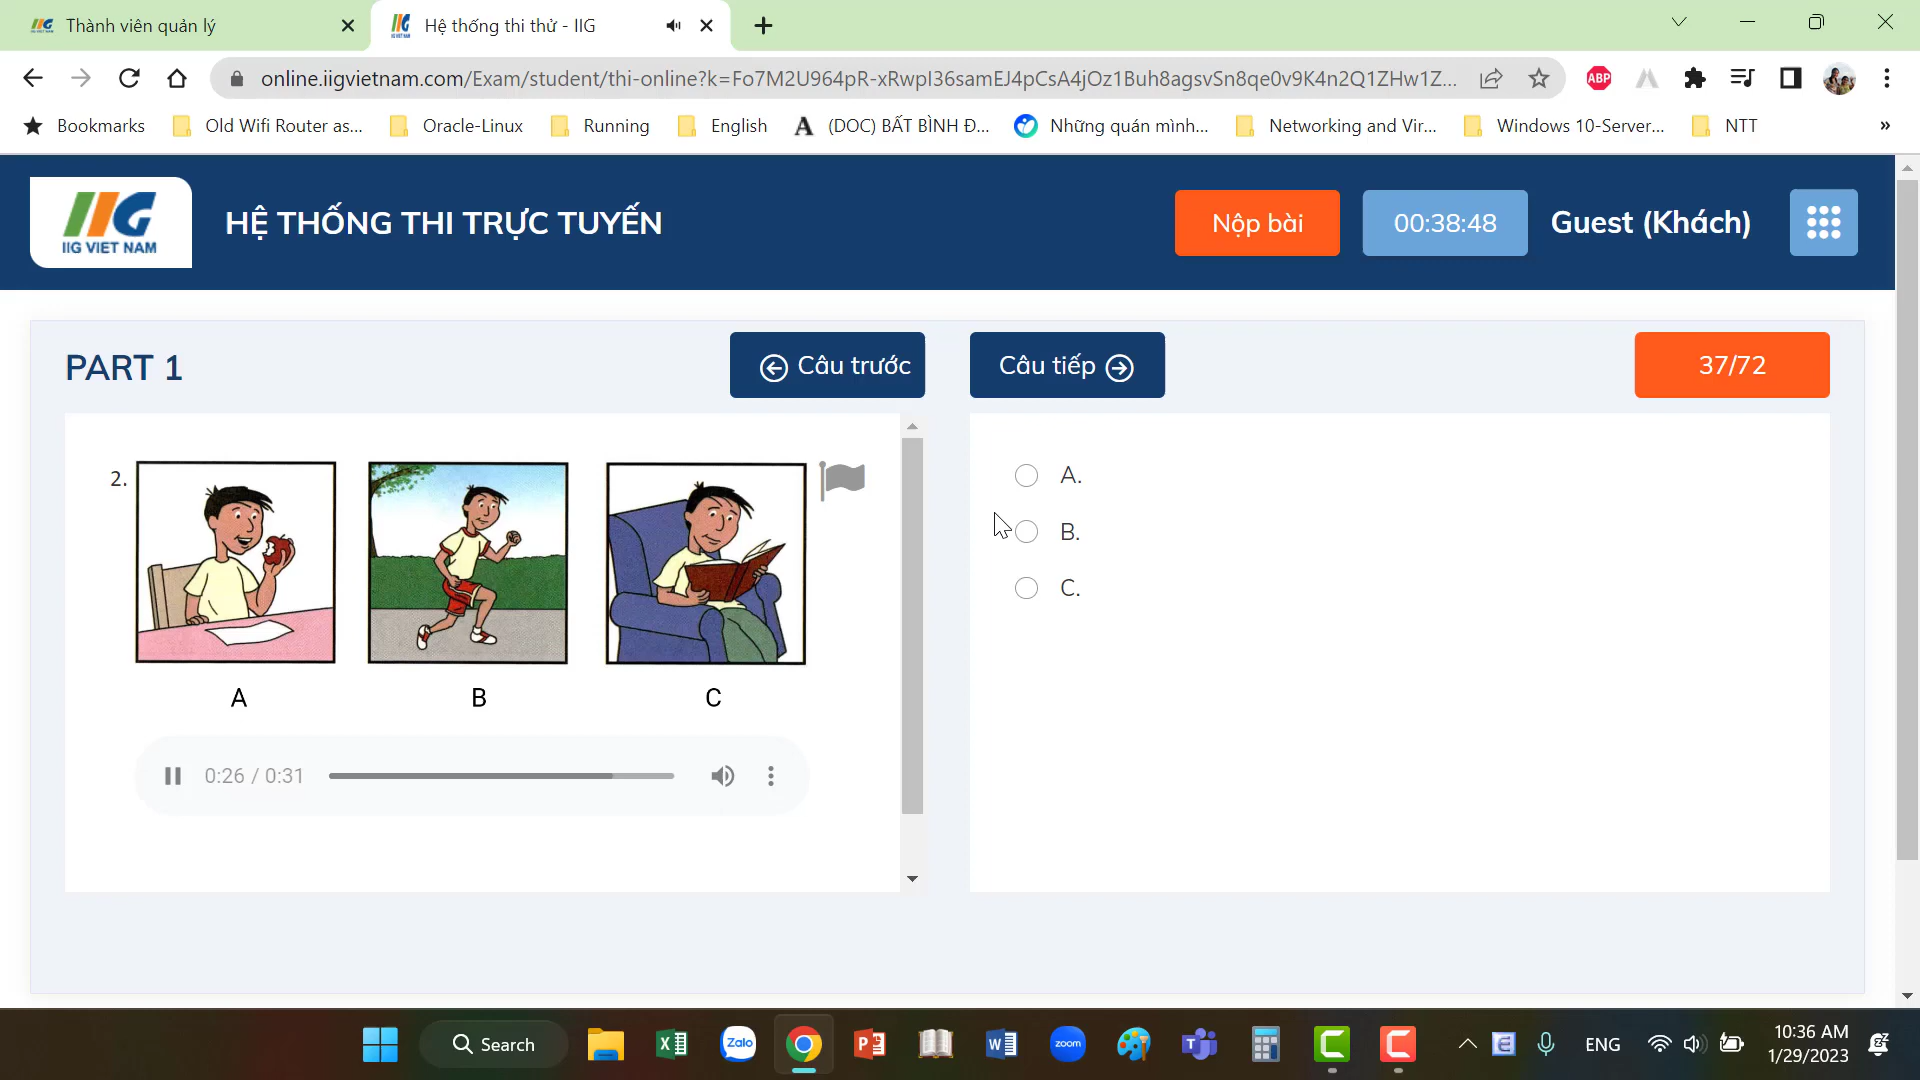 Thành viên quản lý
Hệ thống thi thử - IIG
online.iigvietnam.com/Exam/student/thi-online?k=Fo7M2U964pR-xRwpI36samEJ4pCsA4jOz1Buh8agsvSn8qe0v9K4n2Q1ZHw1Z...
ABP
Bookmarks
Old Wifi Router as...
Oracle-Linux
Running
English
(DOC) BẤT BÌNH Đ...
Những quán mình...
Networking and Vir...
Windows 10-Server...
NTT
»
IIG VIET NAM
HỆ THỐNG THI TRỰC TUYẾN
Nộp bài
00:38:48
Guest (Khách)
PART 1
Câu trước
Câu tiếp
37/72
2.
A B C
0:26 / 0:31
A.
B.
C.
Search
Zalo
zoom
ENG
10:36 AM
1/29/2023